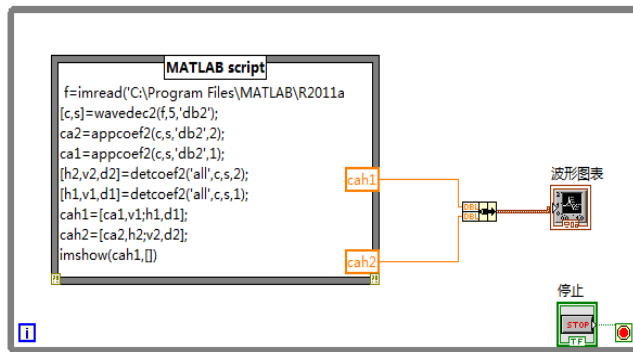 MATLAB script
f=imread('C:\Program Files\MATLAB\R2011a
[c,s]=wavedec2(f,5,'db2');
ca2=appcoef2(c,s,'db2',2);
ca1=appcoef2(c,s,'db2',1);
[h2,v2,d2]=detcoef2('all',c,s,2);
[h1,v1,d1]=detcoef2('all',c,s,1);
cah1=[ca1,v1;h1,d1];
cah2=[ca2,h2;v2,d2];
imshow(cah1,[])
cah1
cah2
DBL
DBL
波形图表
停止
STOP
TF
i